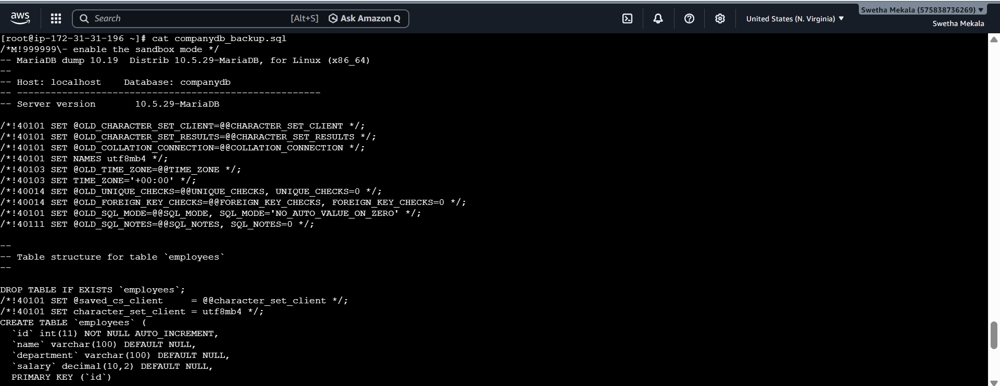 aws
Search [Alt+S] Ask Amazon Q
United States (N. Virginia) ▼
Swetha Mekala (575838736269) ▼
Swetha Mekala
[root@ip-172-31-31-196 ~]# cat companydb_backup.sql
/*M!999999\- enable the sandbox mode */
-- MariaDB dump 10.19  Distrib 10.5.29-MariaDB, for Linux (x86_64)
--
-- Host: localhost    Database: companydb
-- ------------------------------------------------------
-- Server version       10.5.29-MariaDB
/*!40101 SET @OLD_CHARACTER_SET_CLIENT=@@CHARACTER_SET_CLIENT */;
/*!40101 SET @OLD_CHARACTER_SET_RESULTS=@@CHARACTER_SET_RESULTS */;
/*!40101 SET @OLD_COLLATION_CONNECTION=@@COLLATION_CONNECTION */;
/*!40101 SET NAMES utf8mb4 */;
/*!40103 SET @OLD_TIME_ZONE=@@TIME_ZONE */;
/*!40103 SET TIME_ZONE='+00:00' */;
/*!40014 SET @OLD_UNIQUE_CHECKS=@@UNIQUE_CHECKS, UNIQUE_CHECKS=0 */;
/*!40014 SET @OLD_FOREIGN_KEY_CHECKS=@@FOREIGN_KEY_CHECKS, FOREIGN_KEY_CHECKS=0 */;
/*!40101 SET @OLD_SQL_MODE=@@SQL_MODE, SQL_MODE='NO_AUTO_VALUE_ON_ZERO' */;
/*!40111 SET @OLD_SQL_NOTES=@@SQL_NOTES, SQL_NOTES=0 */;
--
-- Table structure for table `employees`
--
DROP TABLE IF EXISTS `employees`;
/*!40101 SET @saved_cs_client     = @@character_set_client */;
/*!40101 SET character_set_client = utf8mb4 */;
CREATE TABLE `employees` (
  `id` int(11) NOT NULL AUTO_INCREMENT,
  `name` varchar(100) DEFAULT NULL,
  `department` varchar(100) DEFAULT NULL,
  `salary` decimal(10,2) DEFAULT NULL,
  PRIMARY KEY (`id`)